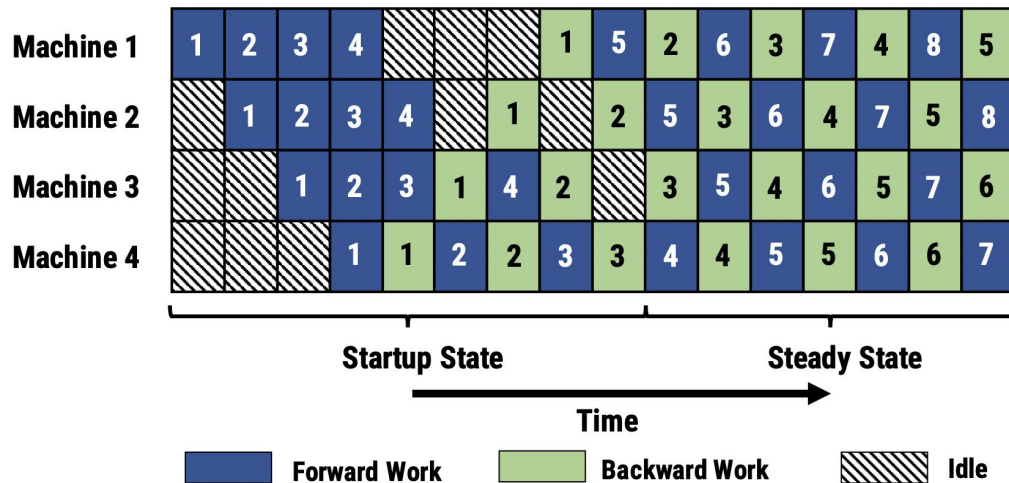 Machine 1 1 2 3 4 1 5 2 6 3 7 4 8 5
Machine 2 1 2 3 4 1 2 5 3 6 4 7 5 8
Machine 3 1 2 3 1 4 2 3 5 4 6 5 7 6
Machine 4 1 1 2 2 3 3 4 4 5 5 6 6 7
Startup State Steady State
Time
Forward Work Backward Work Idle